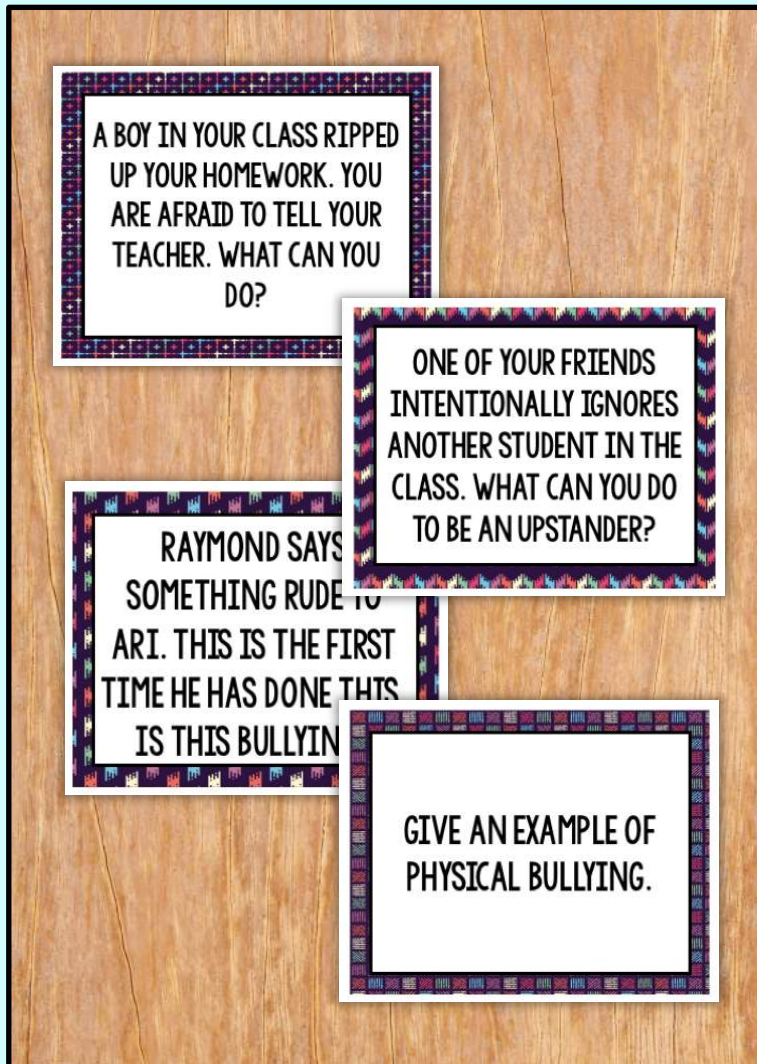 A BOY IN YOUR CLASS RIPPED
UP YOUR HOMEWORK. YOU
ARE AFRAID TO TELL YOUR
TEACHER. WHAT CAN YOU
DO?
ONE OF YOUR FRIENDS
INTENTIONALLY IGNORES
ANOTHER STUDENT IN THE
CLASS. WHAT CAN YOU DO
TO BE AN UPSTANDER?
RAYMOND SAYS
SOMETHING RUDE TO
ARI. THIS IS THE FIRST
TIME HE HAS DONE THIS
IS THIS BULLYIN
GIVE AN EXAMPLE OF
PHYSICAL BULLYING.